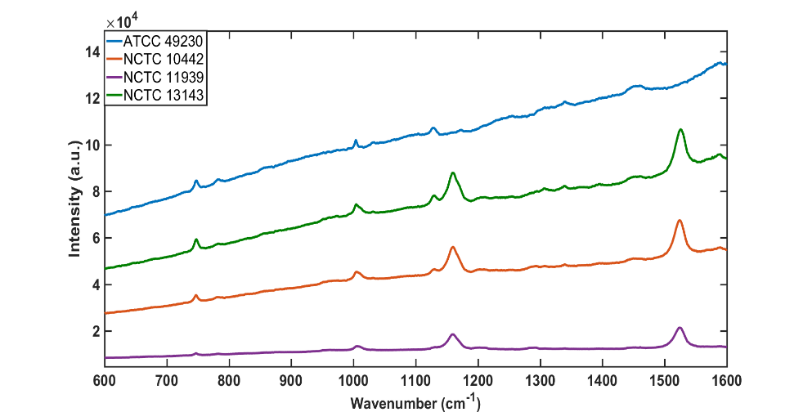 ×10⁴
ATCC 49230
NCTC 10442
NCTC 11939
NCTC 13143
14
12
10
8
6
4
2
Intensity (a.u.)
600 700 800 900 1000 1100 1200 1300 1400 1500 1600
Wavenumber (cm⁻¹)